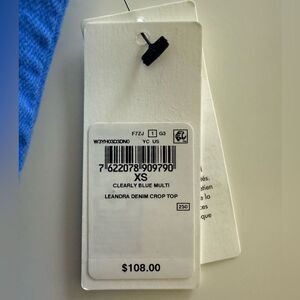 F7ZJ 1 G3
W3YH03D3DN0 YC US
7 622078 909790
XS
CLEARLY BLUE MULTI
LEANDRA DENIM CROP TOP
230
$108.00